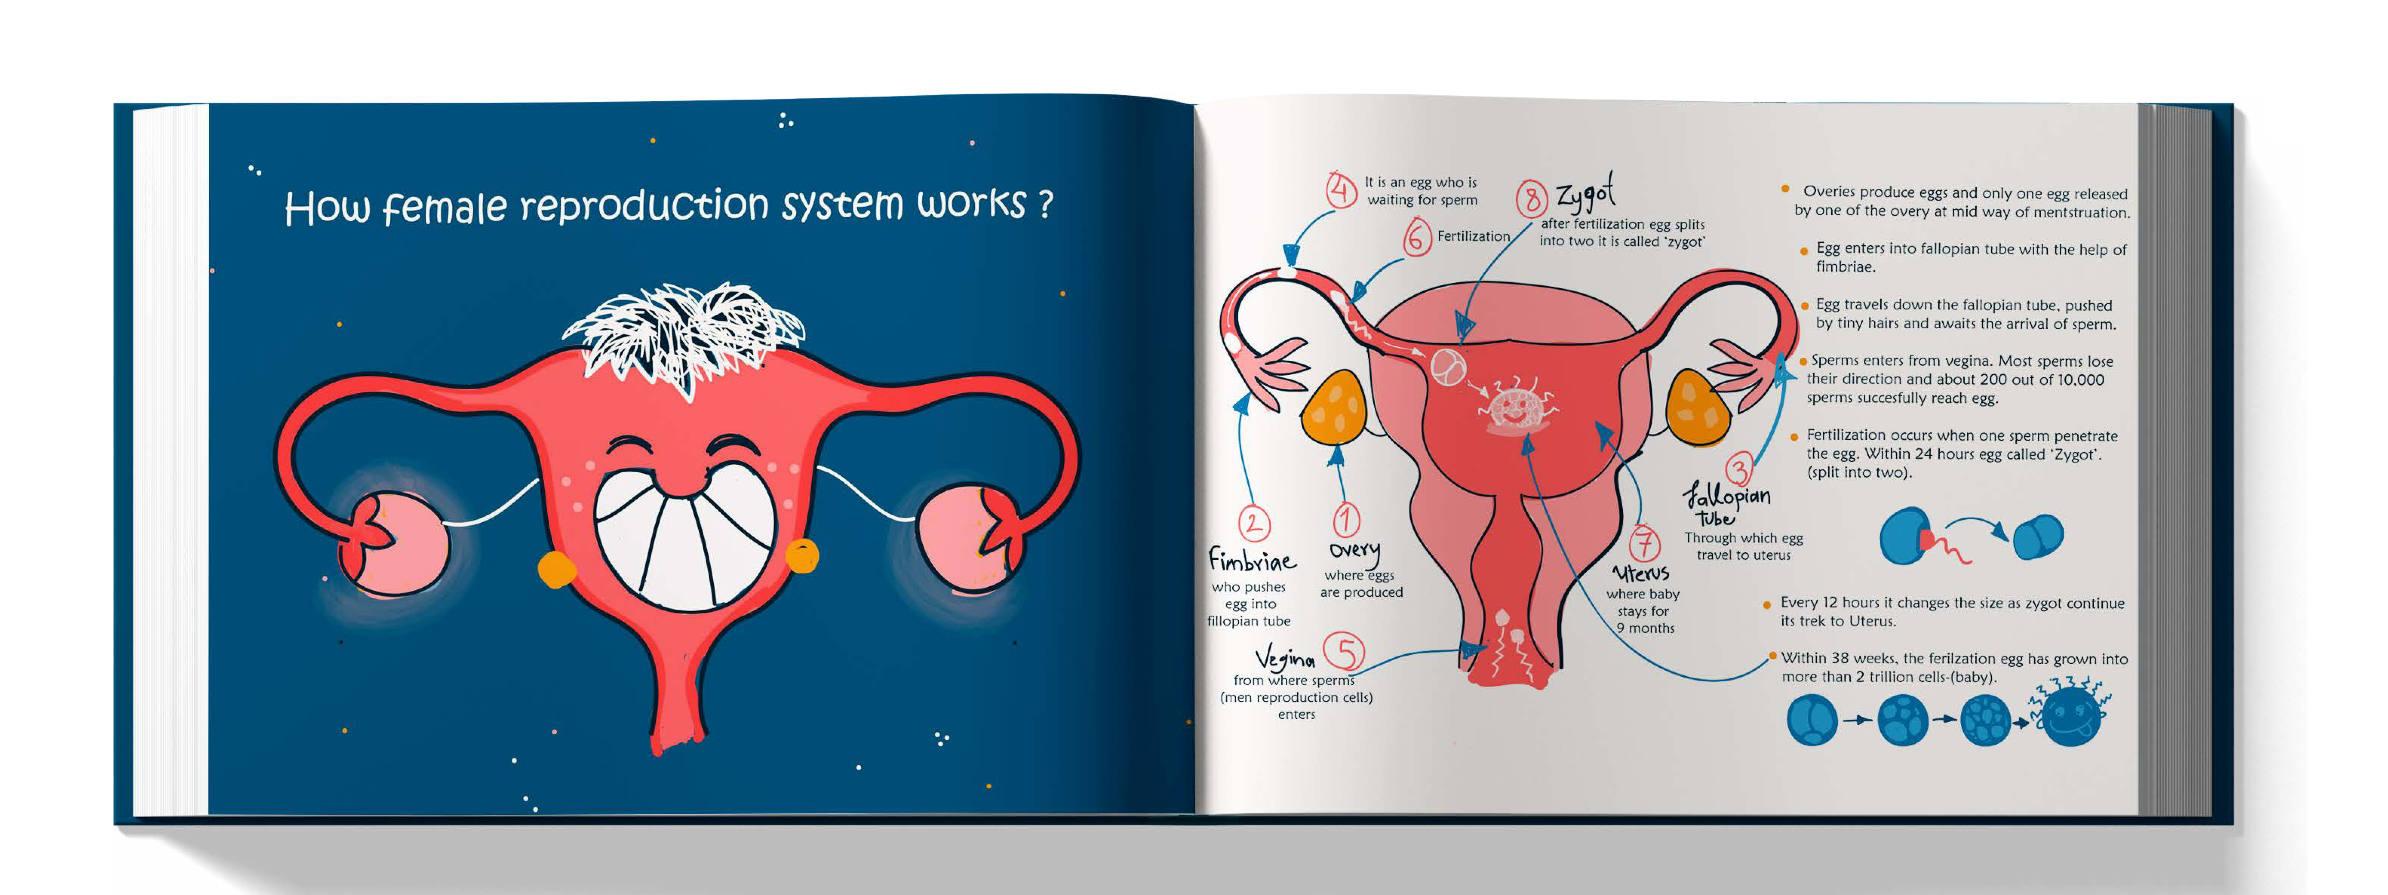 How female reproduction system works ?
4
It is an egg who is
waiting for sperm
6
Fertilization
8
Zygot
after fertilization egg splits
into two it is called 'zygot'
2
Fimbriae
who pushes
egg into
fillopian tube
1
Overy
where eggs
are produced
3
fallopian
Tube
Through which egg
travel to uterus
7
Uterus
where baby
stays for
9 months
Vegina
5
from where sperms
(men reproduction cells)
enters
Overies produce eggs and only one egg released
by one of the overy at mid way of mentstruation.
Egg enters into fallopian tube with the help of
fimbriae.
Egg travels down the fallopian tube, pushed
by tiny hairs and awaits the arrival of sperm.
Sperms enters from vegina. Most sperms lose
their direction and about 200 out of 10,000
sperms succesfully reach egg.
Fertilization occurs when one sperm penetrate
the egg. Within 24 hours egg called 'Zygot'.
(split into two).
Every 12 hours it changes the size as zygot continue
its trek to Uterus.
Within 38 weeks, the ferilzation egg has grown into
more than 2 trillion cells-(baby).